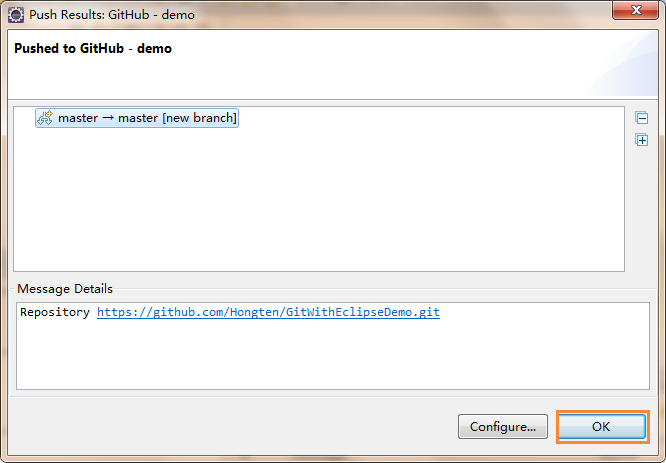 Push Results: GitHub - demo
Pushed to GitHub - demo
master → master [new branch]
Message Details
Repository https://github.com/Hongten/GitWithEclipseDemo.git
Configure...
OK